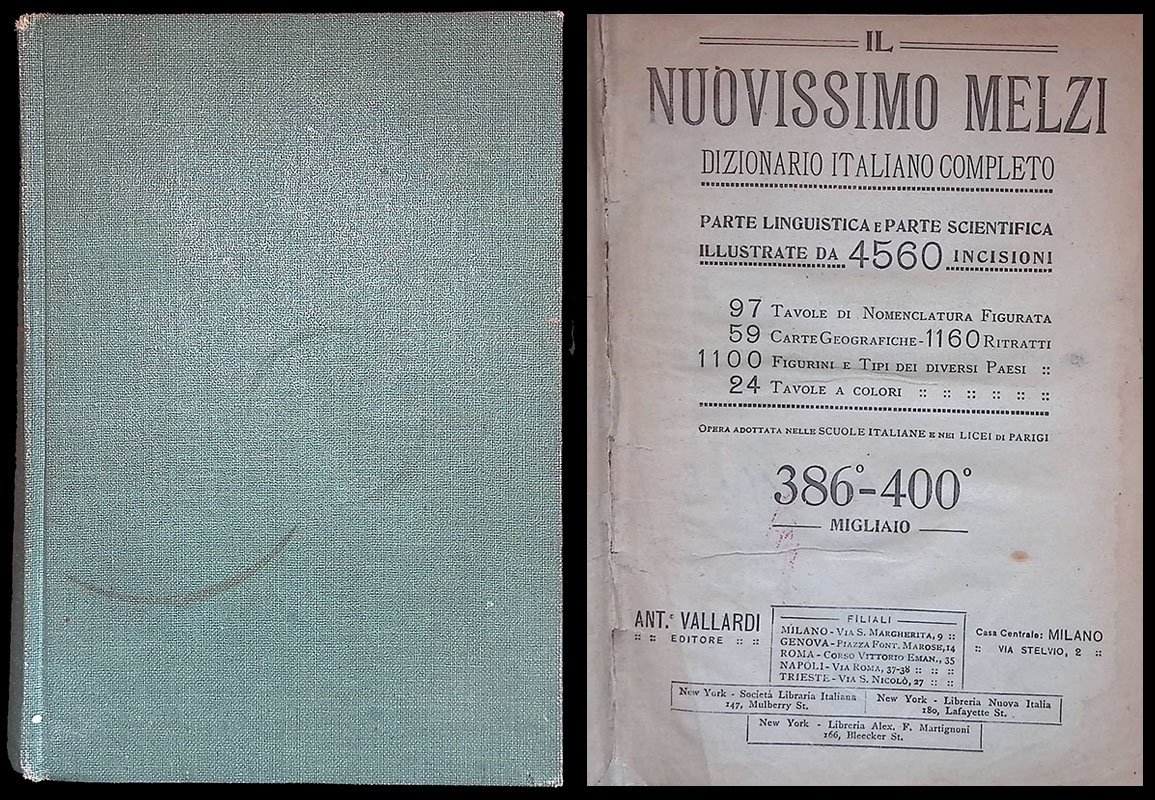 IL
NUOVISSIMO MELZI
DIZIONARIO ITALIANO COMPLETO
PARTE LINGUISTICA E PARTE SCIENTIFICA
ILLUSTRATE DA 4560 INCISIONI
97 TAVOLE DI NOMENCLATURA FIGURATA
59 CARTE GEOGRAFICHE - 1160 RITRATTI
1100 FIGURINI E TIPI DEI DIVERSI PAESI ::
24 TAVOLE A COLORI :: :: :: :: :: ::
OPERA ADOTTATA NELLE SCUOLE ITALIANE E NEI LICEI DI PARIGI
386° - 400°
MIGLIAIO
ANT.° VALLARDI
:: :: EDITORE :: ::
FILIALI
MILANO - VIA S. MARGHERITA, 9 ::
GENOVA - PIAZZA FONT. MAROSE, 14
ROMA - CORSO VITTORIO EMAN., 35
NAPOLI - VIA ROMA, 37-38 :: :: ::
TRIESTE - VIA S. NICOLÒ, 27 :: ::
Casa Centrale: MILANO
:: VIA STELVIO, 2 ::
New York - Società Libraria Italiana
147, Mulberry St.
New York - Libreria Nuova Italia
180, Lafayette St.
New York - Libreria Alex. F. Martignoni
166, Bleecker St.